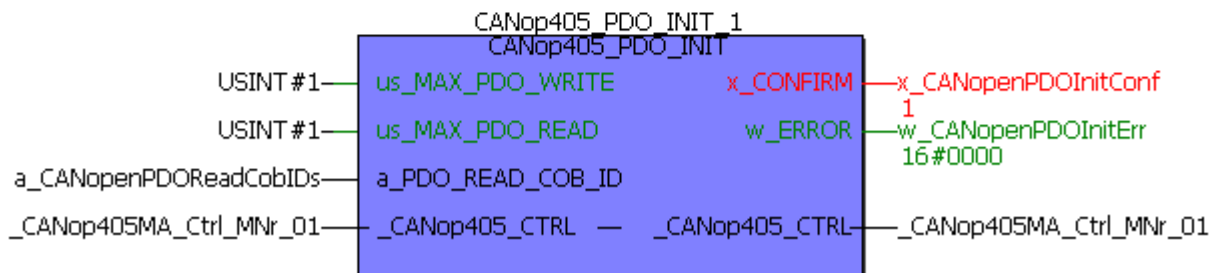 CANop405_PDO_INIT_1
CANop405_PDO_INIT
USINT#1 us_MAX_PDO_WRITE x_CONFIRM x_CANopenPDOInitConf
1
USINT#1 us_MAX_PDO_READ w_ERROR w_CANopenPDOInitErr
16#0000
a_CANopenPDOReadCobIDs a_PDO_READ_COB_ID
_CANop405MA_Ctrl_MNr_01 _CANop405_CTRL — _CANop405_CTRL _CANop405MA_Ctrl_MNr_01